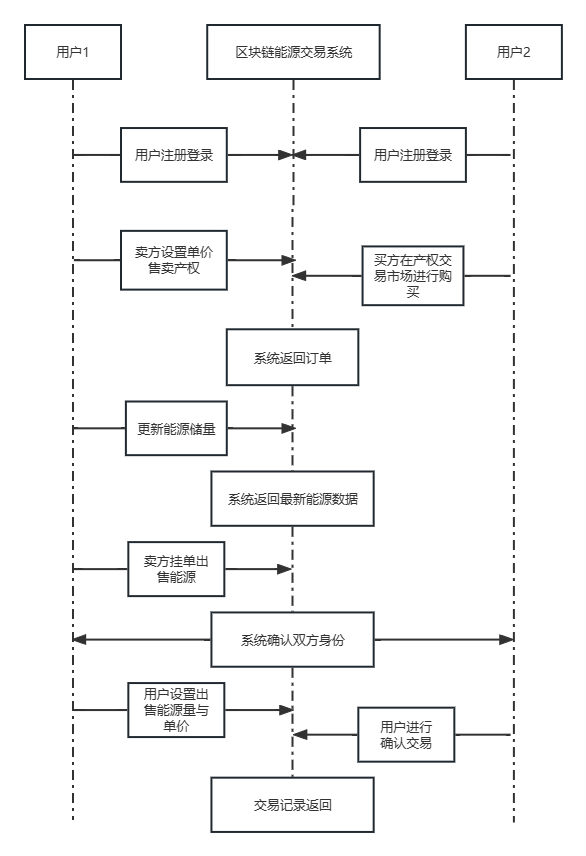 用户1
区块链能源交易系统
用户2
用户注册登录
用户注册登录
卖方设置单价
售卖产权
买方在产权交
易市场进行购
买
系统返回订单
更新能源储量
系统返回最新能源数据
卖方挂单出
售能源
系统确认双方身份
用户设置出
售能源量与
单价
用户进行
确认交易
交易记录返回